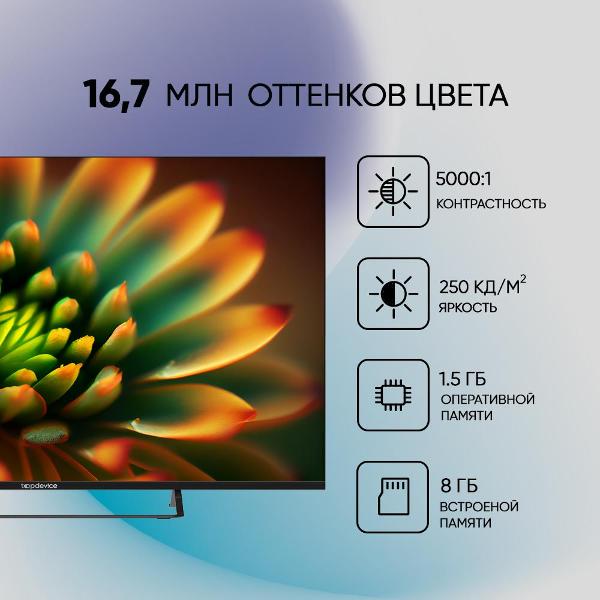 16,7 МЛН ОТТЕНКОВ ЦВЕТА
5000:1
КОНТРАСТНОСТЬ
250 КД/М²
ЯРКОСТЬ
1.5 ГБ
ОПЕРАТИВНОЙ
ПАМЯТИ
8 ГБ
ВСТРОЕНОЙ
ПАМЯТИ
topdevice